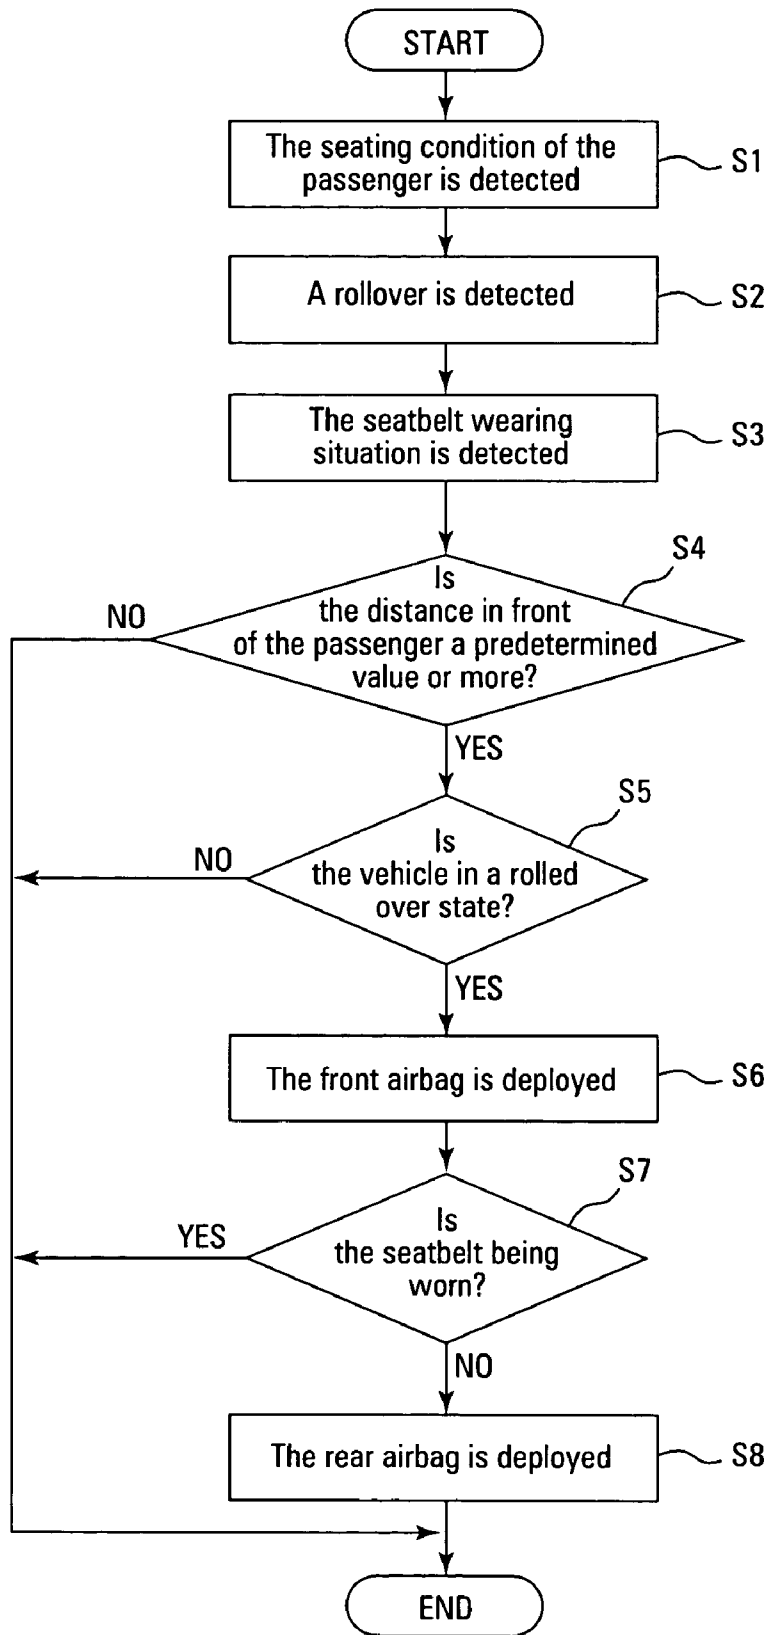 START
The seating condition of the
passenger is detected
S1
A rollover is detected
S2
The seatbelt wearing
situation is detected
S3
S4
Is
the distance in front
of the passenger a predetermined
value or more?
NO
YES
S5
Is
the vehicle in a rolled
over state?
NO
YES
The front airbag is deployed
S6
S7
Is
the seatbelt being
worn?
YES
NO
The rear airbag is deployed
S8
END